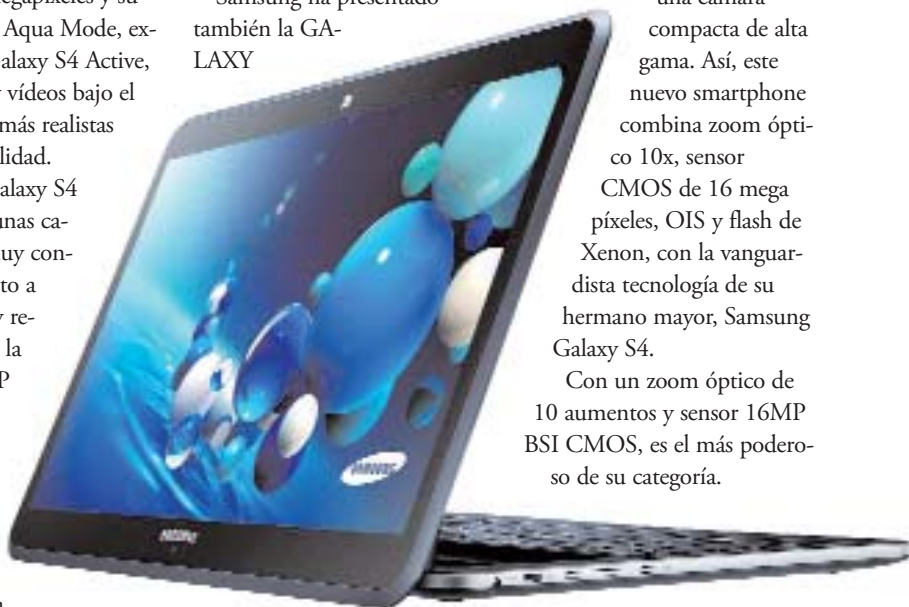 egapíxeles y su
Aqua Mode, ex-
alaxy S4 Active,
vídeos bajo el
más realistas
lidad.
alaxy S4
unas ca-
uy con-
to a
y re-
la
P
Samsung ha presentado
también la GA-
LAXY
una cámara
compacta de alta
gama. Así, este
nuevo smartphone
combina zoom ópti-
co 10x, sensor
CMOS de 16 mega
píxeles, OIS y flash de
Xenon, con la vanguar-
dista tecnología de su
hermano mayor, Samsung
Galaxy S4.
Con un zoom óptico de
10 aumentos y sensor 16MP
BSI CMOS, es el más podero-
so de su categoría.
SAMSUNG